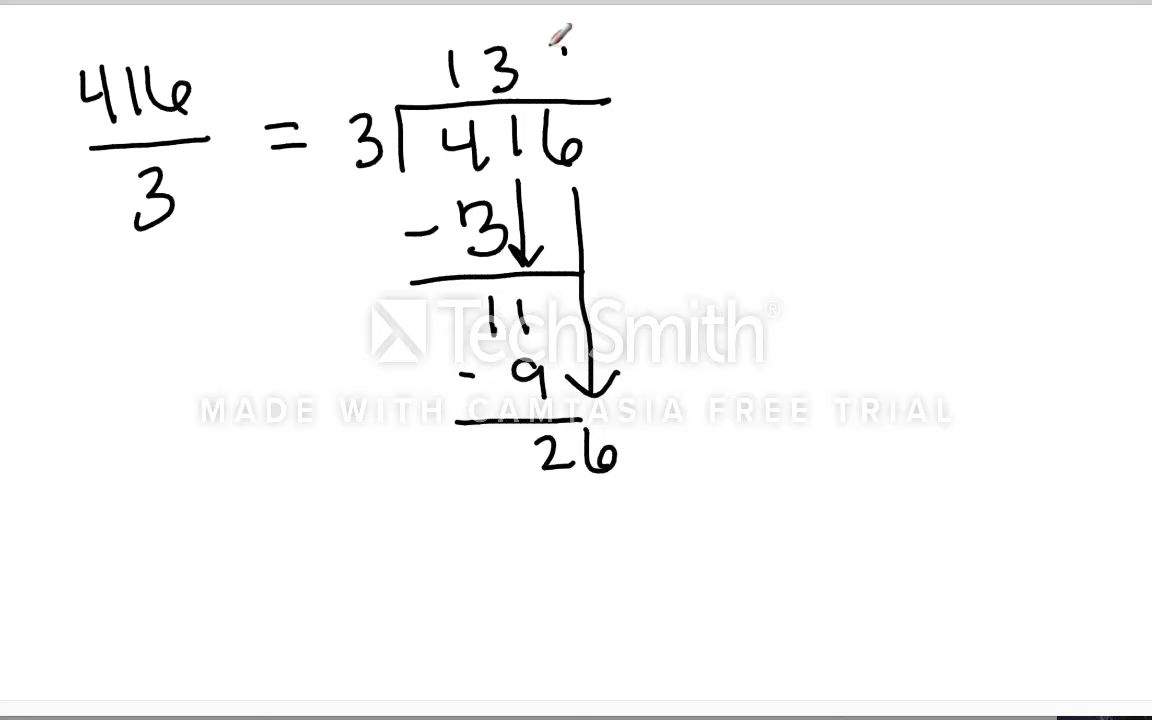 13
416
3 = 3 416
- 3
11
- 9
26
TechSmith®
MADE WITH CAMTASIA FREE TRIAL